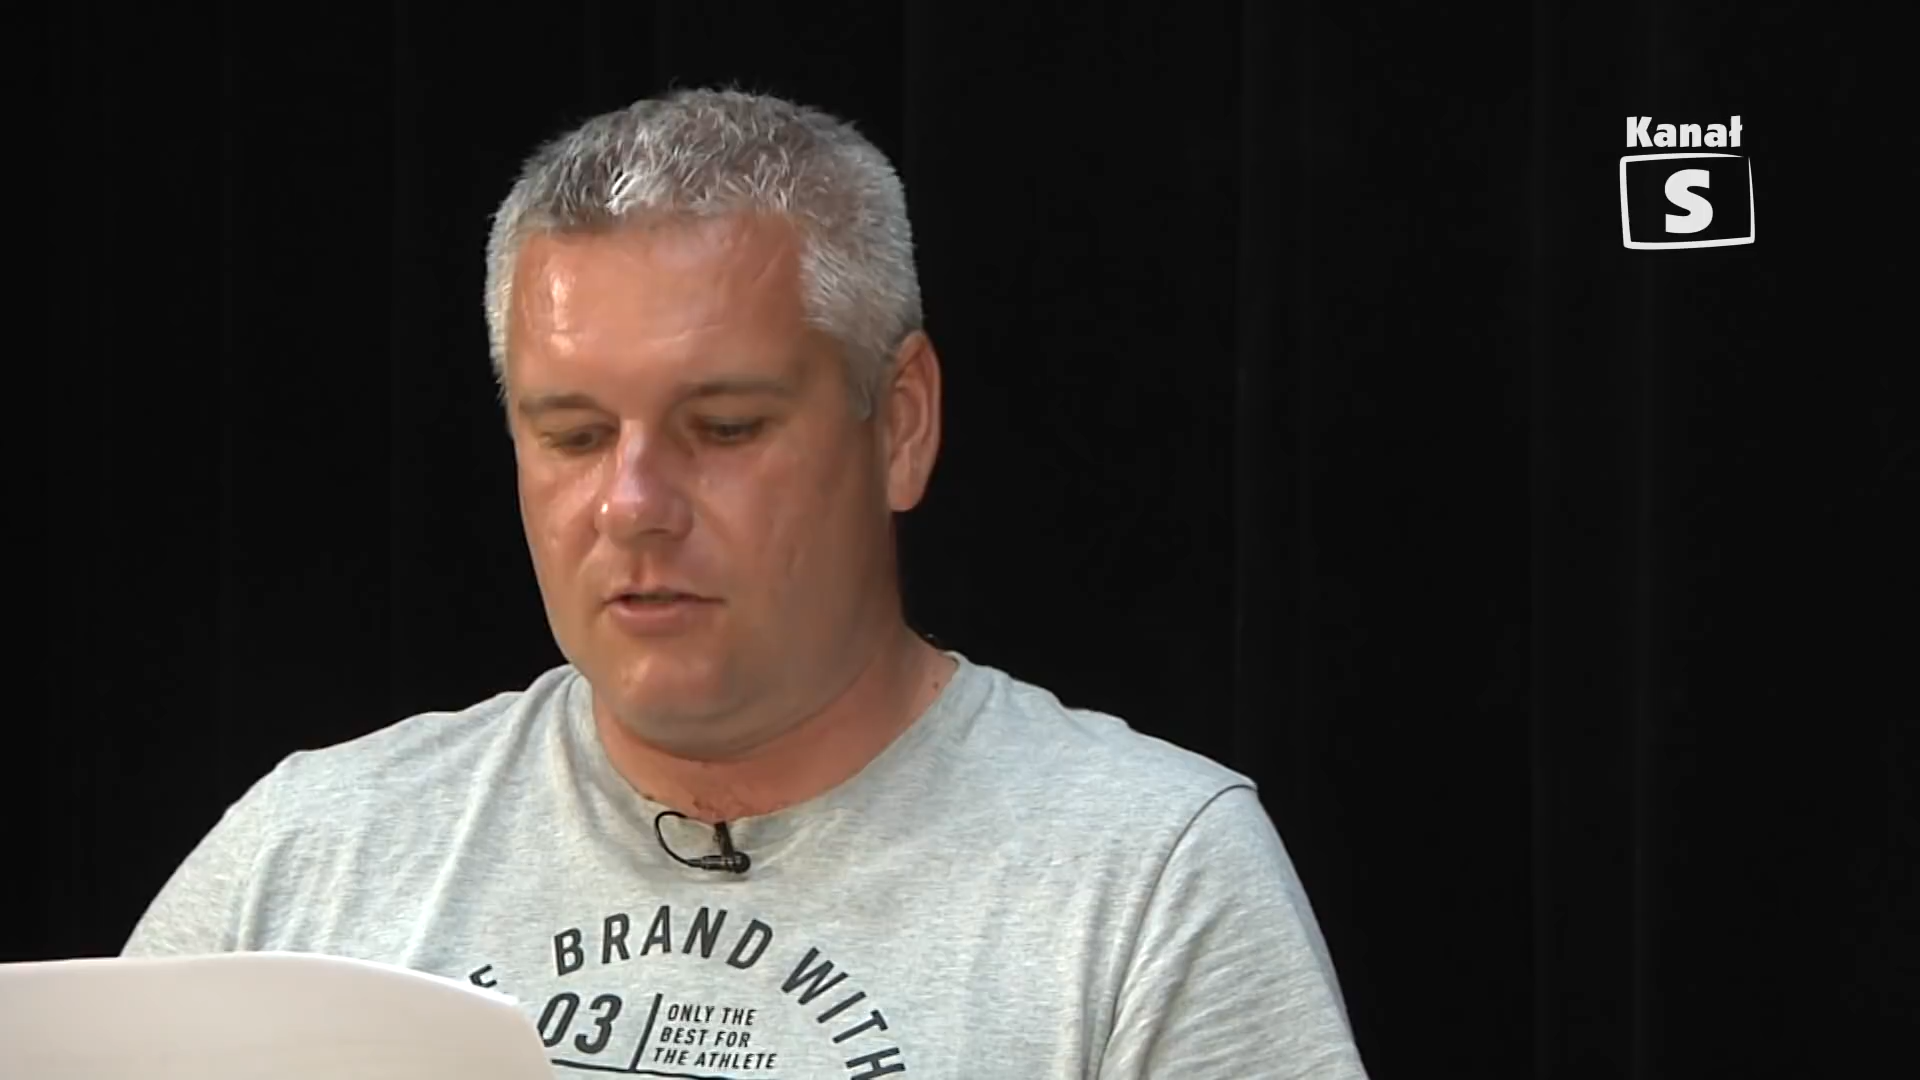 Kanał
S
BRAND WITH
03
ONLY THE
BEST FOR
THE ATHLETE